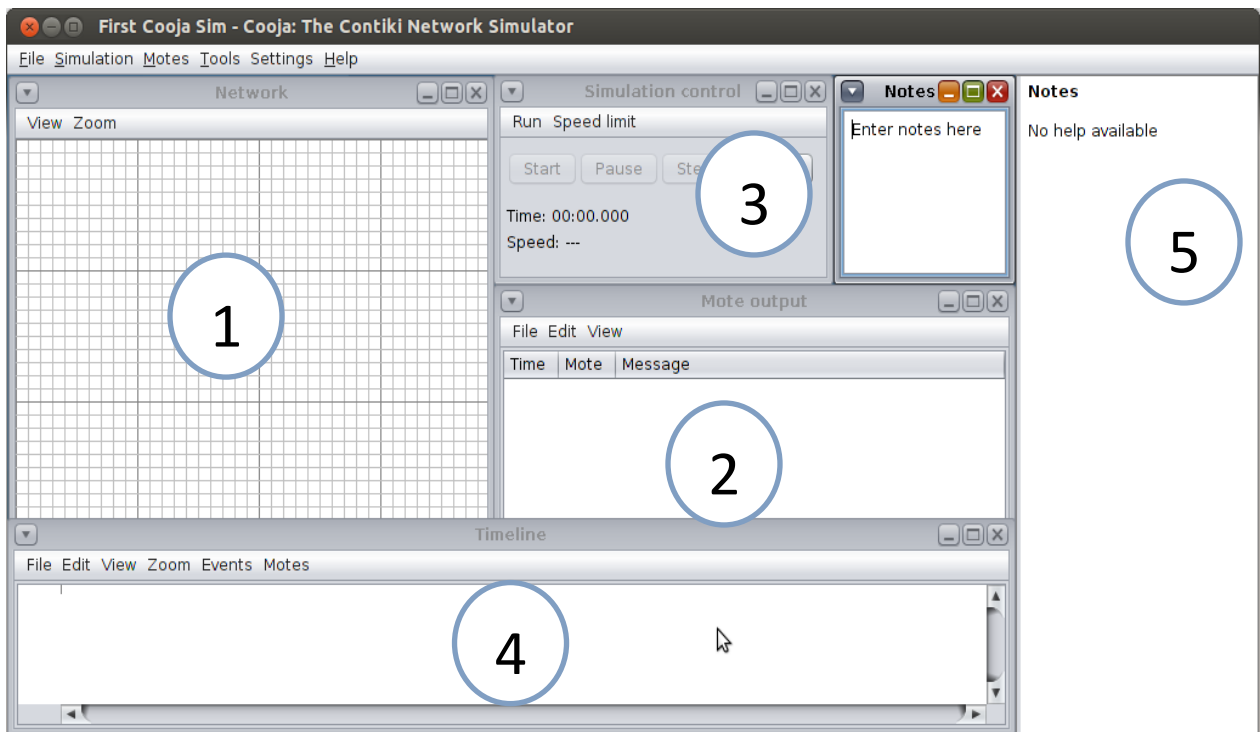 First Cooja Sim - Cooja: The Contiki Network Simulator
File Simulation Motes Tools Settings Help
Network
View Zoom
1
Simulation control
Run Speed limit
Start Pause
Time: 00:00.000
Speed: ---
3
Notes
Enter notes here
Notes
No help available
5
Mote output
File Edit View
Time Mote Message
2
Timeline
File Edit View Zoom Events Motes
4